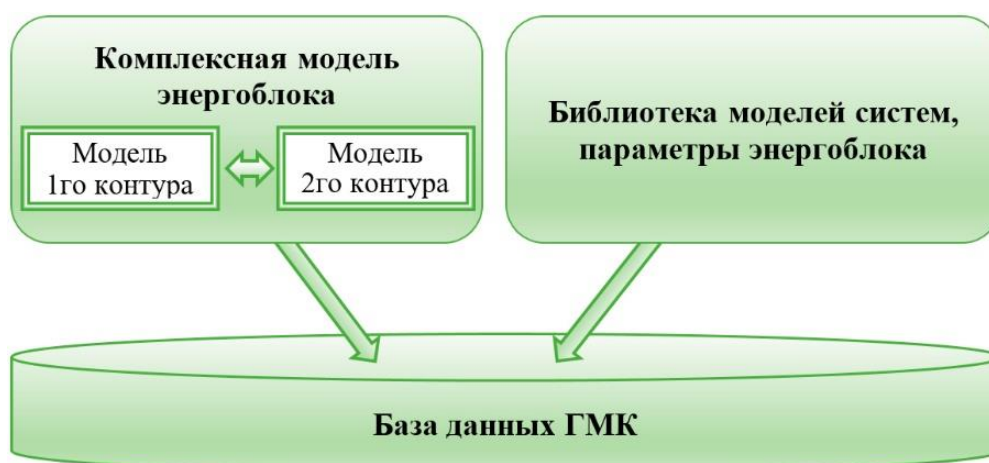 Комплексная модель
энергоблока
Модель
1го контура
Модель
2го контура
Библиотека моделей систем,
параметры энергоблока
База данных ГМК